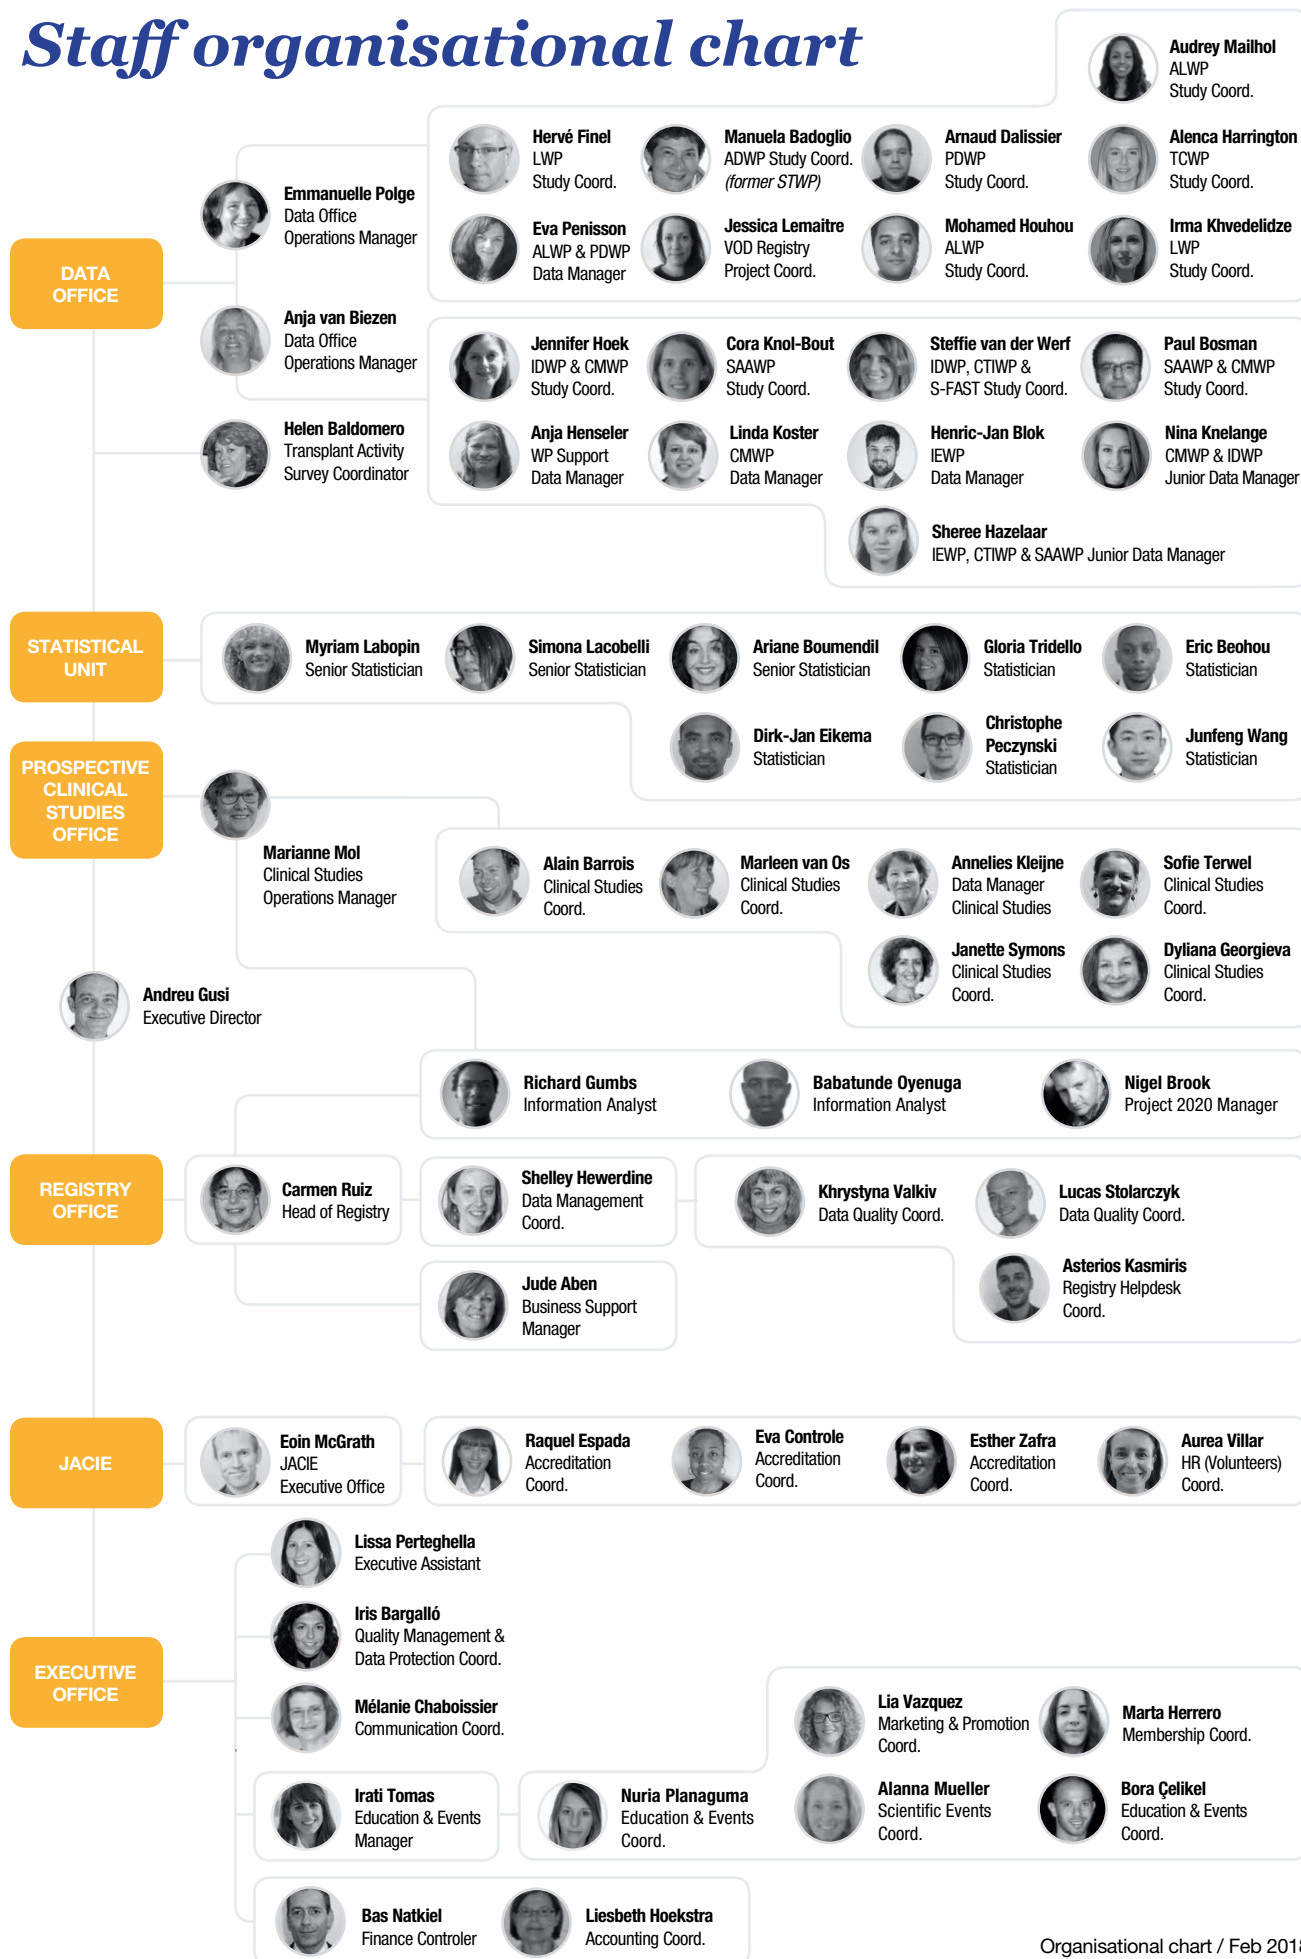 Staff organisational chart
Audrey Mailhol
ALWP
Study Coord.
Hervé Finel
LWP
Study Coord.
Manuela Badoglio
ADWP Study Coord.
(former STWP)
Arnaud Dalissier
PDWP
Study Coord.
Alenca Harrington
TCWP
Study Coord.
Emmanuelle Polge
Data Office
Operations Manager
Eva Penisson
ALWP & PDWP
Data Manager
Jessica Lemaitre
VOD Registry
Project Coord.
Mohamed Houhou
ALWP
Study Coord.
Irma Khvedelidze
LWP
Study Coord.
DATA
OFFICE
Anja van Biezen
Data Office
Operations Manager
Jennifer Hoek
IDWP & CMWP
Study Coord.
Cora Knol-Bout
SAAWP
Study Coord.
Steffie van der Werf
IDWP, CTIWP &
S-FAST Study Coord.
Paul Bosman
SAAWP & CMWP
Study Coord.
Helen Baldomero
Transplant Activity
Survey Coordinator
Anja Henseler
WP Support
Data Manager
Linda Koster
CMWP
Data Manager
Henric-Jan Blok
IEWP
Data Manager
Nina Knelange
CMWP & IDWP
Junior Data Manager
Sheree Hazelaar
IEWP, CTIWP & SAAWP Junior Data Manager
STATISTICAL
UNIT
Myriam Labopin
Senior Statistician
Simona Lacobelli
Senior Statistician
Ariane Boumendil
Senior Statistician
Gloria Tridello
Statistician
Eric Beohou
Statistician
Dirk-Jan Eikema
Statistician
Christophe
Peczynski
Statistician
Junfeng Wang
Statistician
PROSPECTIVE
CLINICAL
STUDIES
OFFICE
Marianne Mol
Clinical Studies
Operations Manager
Alain Barrois
Clinical Studies
Coord.
Marleen van Os
Clinical Studies
Coord.
Annelies Kleijne
Data Manager
Clinical Studies
Sofie Terwel
Clinical Studies
Coord.
Janette Symons
Clinical Studies
Coord.
Dyliana Georgieva
Clinical Studies
Coord.
Andreu Gusi
Executive Director
Richard Gumbs
Information Analyst
Babatunde Oyenuga
Information Analyst
Nigel Brook
Project 2020 Manager
REGISTRY
OFFICE
Carmen Ruiz
Head of Registry
Shelley Hewerdine
Data Management
Coord.
Khrystyna Valkiv
Data Quality Coord.
Lucas Stolarczyk
Data Quality Coord.
Asterios Kasmiris
Registry Helpdesk
Coord.
Jude Aben
Business Support
Manager
JACIE
Eoin McGrath
JACIE
Executive Office
Raquel Espada
Accreditation
Coord.
Eva Controle
Accreditation
Coord.
Esther Zafra
Accreditation
Coord.
Aurea Villar
HR (Volunteers)
Coord.
Lissa Perteghella
Executive Assistant
Iris Bargalló
Quality Management &
Data Protection Coord.
EXECUTIVE
OFFICE
Mélanie Chaboissier
Communication Coord.
Lia Vazquez
Marketing & Promotion
Coord.
Marta Herrero
Membership Coord.
Irati Tomas
Education & Events
Manager
Nuria Planaguma
Education & Events
Coord.
Alanna Mueller
Scientific Events
Coord.
Bora Çelikel
Education & Events
Coord.
Bas Natkiel
Finance Controler
Liesbeth Hoekstra
Accounting Coord.
Organisational chart / Feb 2018